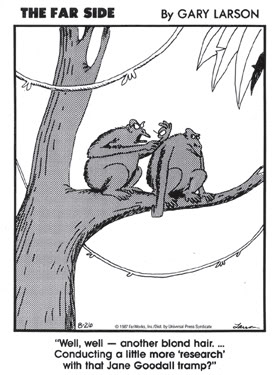 THE FAR SIDE By GARY LARSON
8-26
© 1987 FarWorks, Inc./Dist. by Universal Press Syndicate
Larson
"Well, well — another blond hair. ...
Conducting a little more 'research'
with that Jane Goodall tramp?"